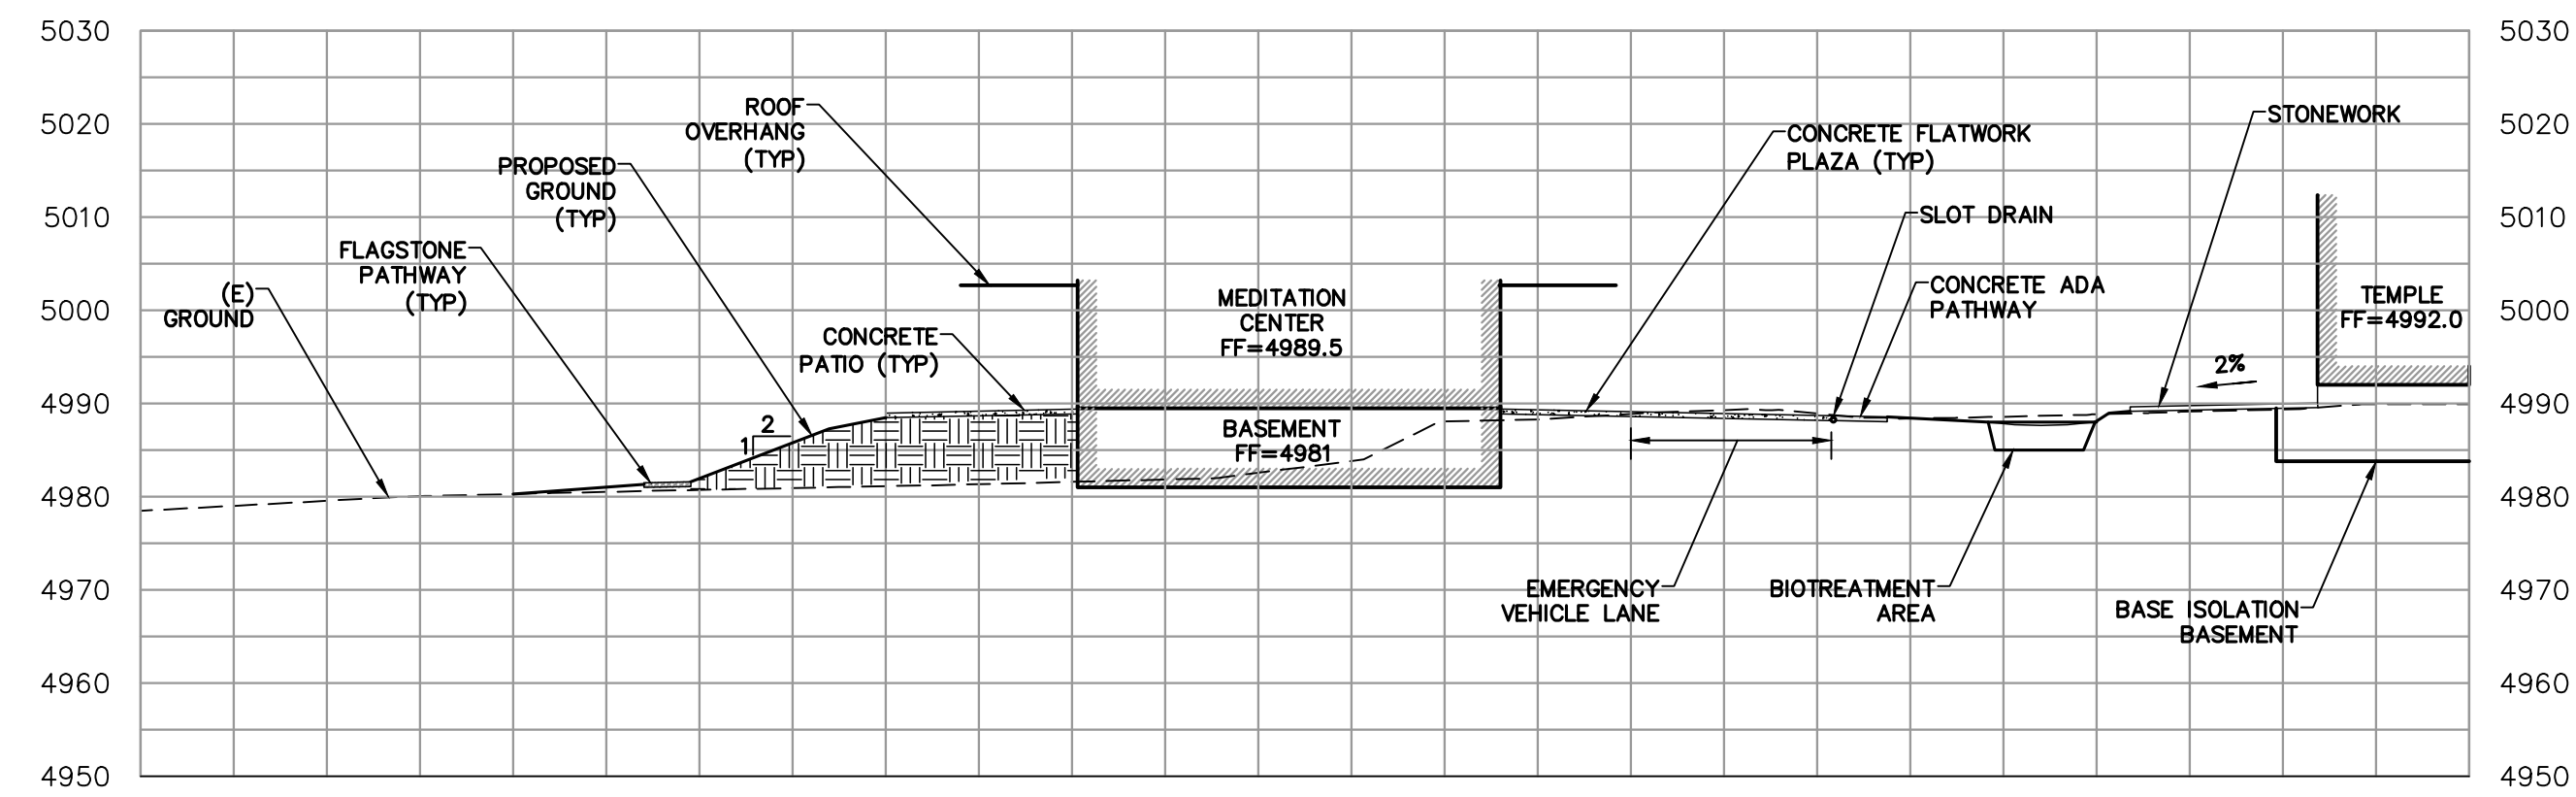 5030
5020
5010
5000
4990
4980
4970
4960
4950
(E)
GROUND
FLAGSTONE
PATHWAY
(TYP)
PROPOSED
GROUND
(TYP)
ROOF
OVERHANG
(TYP)
CONCRETE
PATIO (TYP)
1
2
MEDITATION
CENTER
FF=4989.5
BASEMENT
FF=4981
CONCRETE FLATWORK
PLAZA (TYP)
SLOT DRAIN
CONCRETE ADA
PATHWAY
STONEWORK
2%
TEMPLE
FF=4992.0
EMERGENCY
VEHICLE LANE
BIOTREATMENT
AREA
BASE ISOLATION
BASEMENT
5030
5020
5010
5000
4990
4980
4970
4960
4950